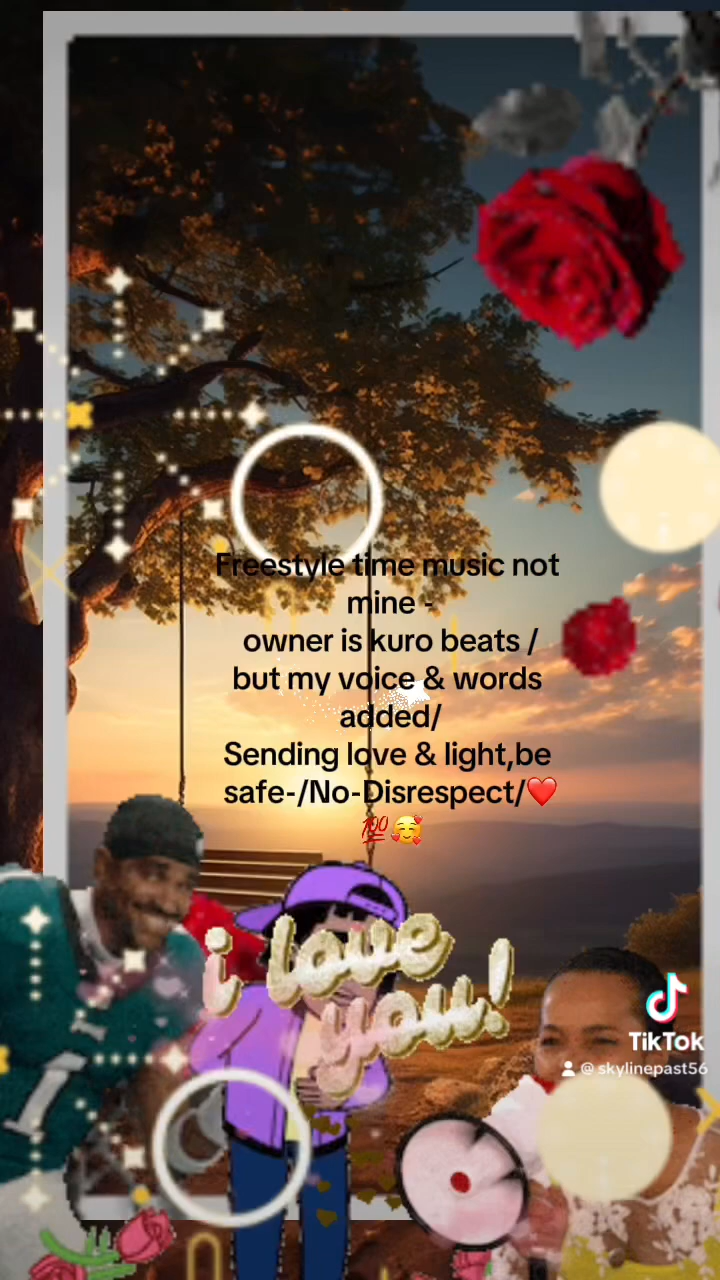 Freestyle time music not
mine -
owner is kuro beats /
but my voice & words
added/
Sending love & light,be
safe-/No-Disrespect/❤️
💯🥰
i love
you!
TikTok
@ skylinepast56
1